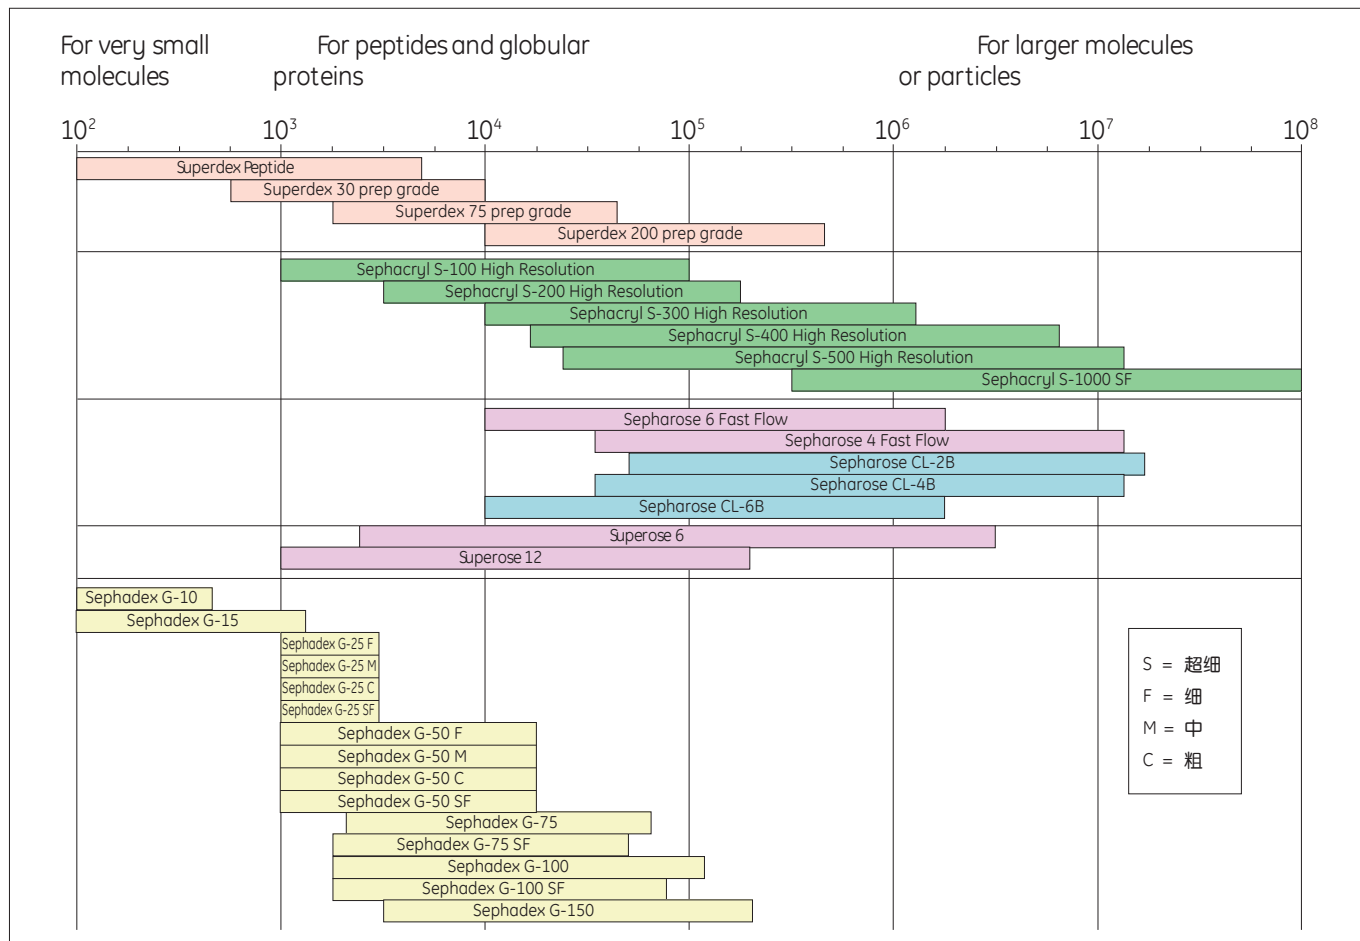 For very small
molecules
For peptides and globular
proteins
For larger molecules
or particles
10² 10³ 10⁴ 10⁵ 10⁶ 10⁷ 10⁸
Superdex Peptide
Superdex 30 prep grade
Superdex 75 prep grade
Superdex 200 prep grade
Sephacryl S-100 High Resolution
Sephacryl S-200 High Resolution
Sephacryl S-300 High Resolution
Sephacryl S-400 High Resolution
Sephacryl S-500 High Resolution
Sephacryl S-1000 SF
Sepharose 6 Fast Flow
Sepharose 4 Fast Flow
Sepharose CL-2B
Sepharose CL-4B
Sepharose CL-6B
Superose 6
Superose 12
Sephadex G-10
Sephadex G-15
Sephadex G-25 F
Sephadex G-25 M
Sephadex G-25 C
Sephadex G-25 SF
Sephadex G-50 F
Sephadex G-50 M
Sephadex G-50 C
Sephadex G-50 SF
Sephadex G-75
Sephadex G-75 SF
Sephadex G-100
Sephadex G-100 SF
Sephadex G-150
S = 超细
F = 细
M = 中
C = 粗